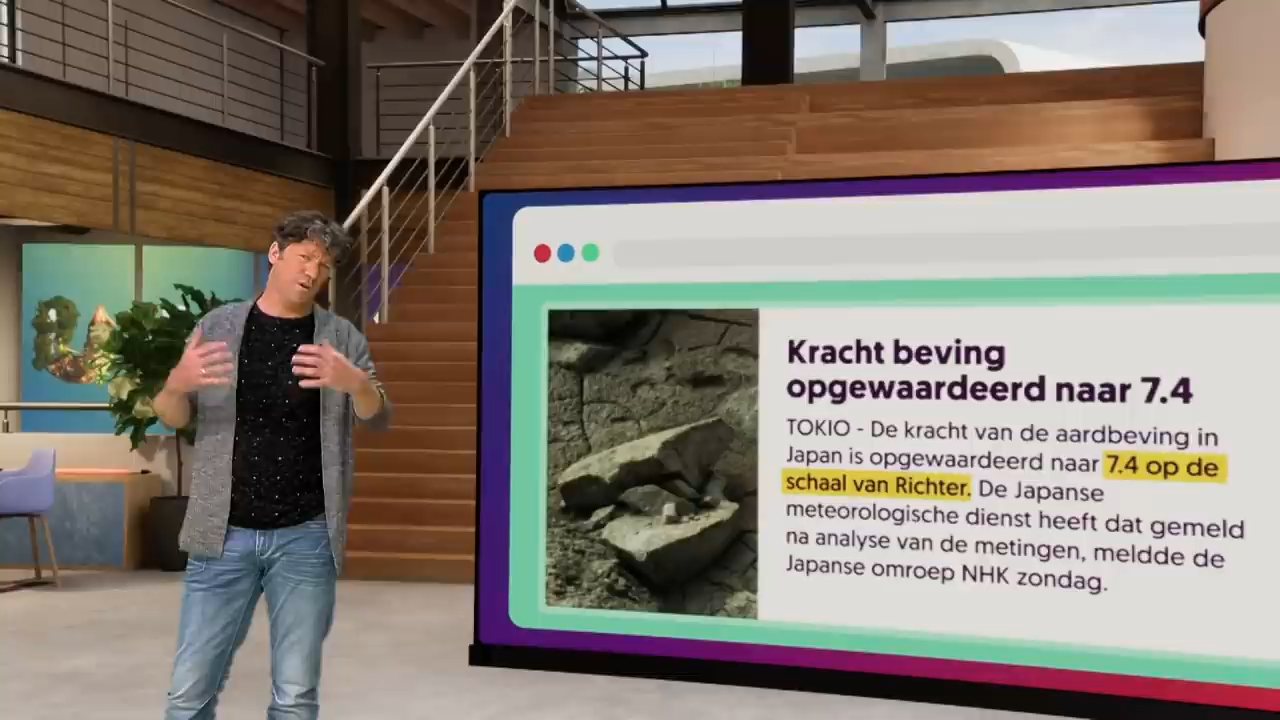 Kracht beving
opgewaardeerd naar 7.4
TOKIO - De kracht van de aardbeving in
Japan is opgewaardeerd naar 7.4 op de
schaal van Richter. De Japanse
meteorologische dienst heeft dat gemeld
na analyse van de metingen, meldde de
Japanse omroep NHK zondag.